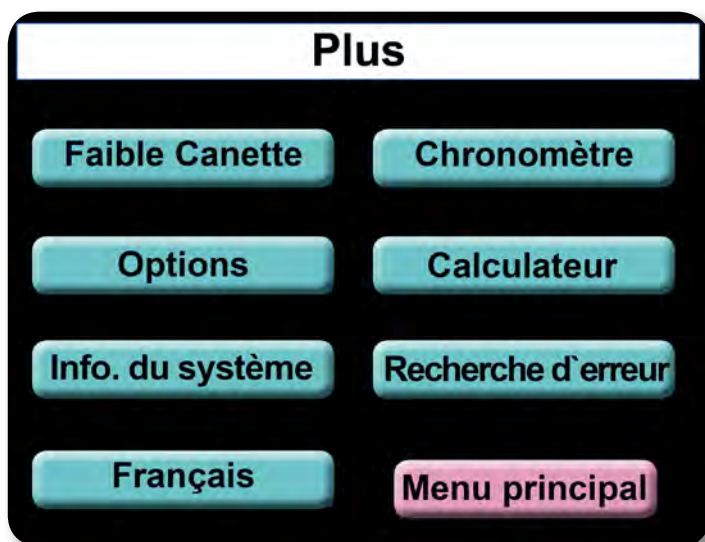 Plus
Faible Canette
Chronomètre
Options
Calculateur
Info. du système
Recherche d`erreur
Français
Menu principal